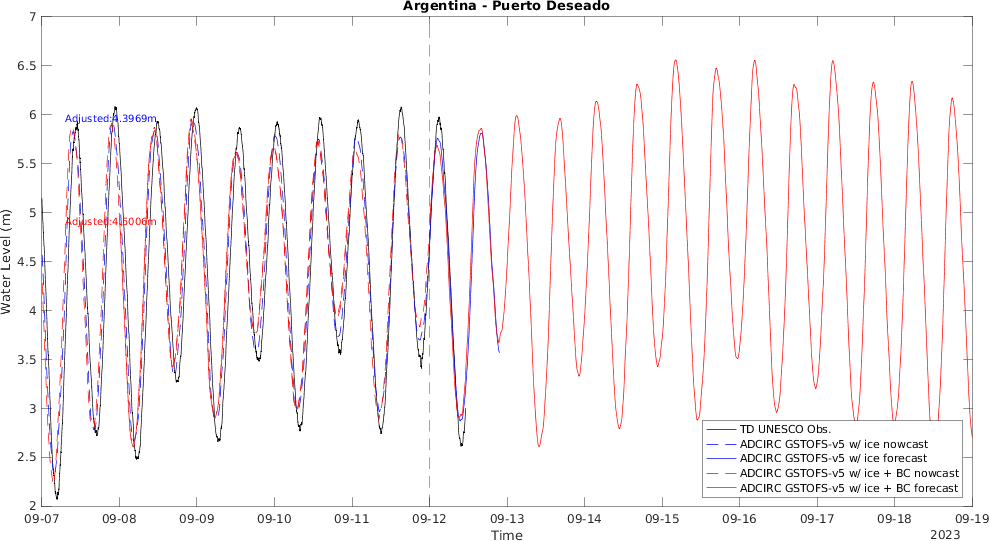 Argentina - Puerto Deseado
7
6.5
6
5.5
5
4.5
4
3.5
3
2.5
2
Water Level (m)
Adjusted:4.3969m
Adjusted:4.6006m
TD UNESCO Obs.
ADCIRC GSTOFS-v5 w/ ice nowcast
ADCIRC GSTOFS-v5 w/ ice forecast
ADCIRC GSTOFS-v5 w/ ice + BC nowcast
ADCIRC GSTOFS-v5 w/ ice + BC forecast
09-07 09-08 09-09 09-10 09-11 09-12 09-13 09-14 09-15 09-16 09-17 09-18 09-19
Time
2023